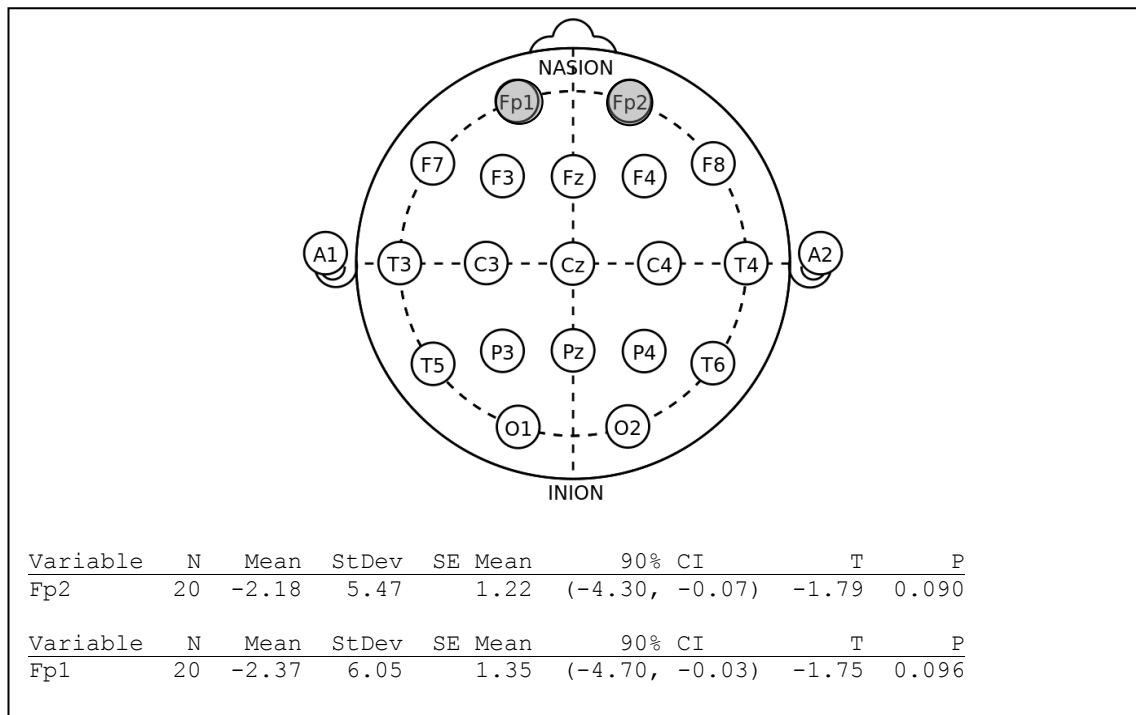 NASION
Fp1 Fp2
F7 F3 Fz F4 F8
A1 T3 C3 Cz C4 T4 A2
T5 P3 Pz P4 T6
O1 O2
INION
Variable N Mean StDev SE Mean 90% CI T P
Fp2 20 -2.18 5.47 1.22 (-4.30, -0.07) -1.79 0.090
Variable N Mean StDev SE Mean 90% CI T P
Fp1 20 -2.37 6.05 1.35 (-4.70, -0.03) -1.75 0.096